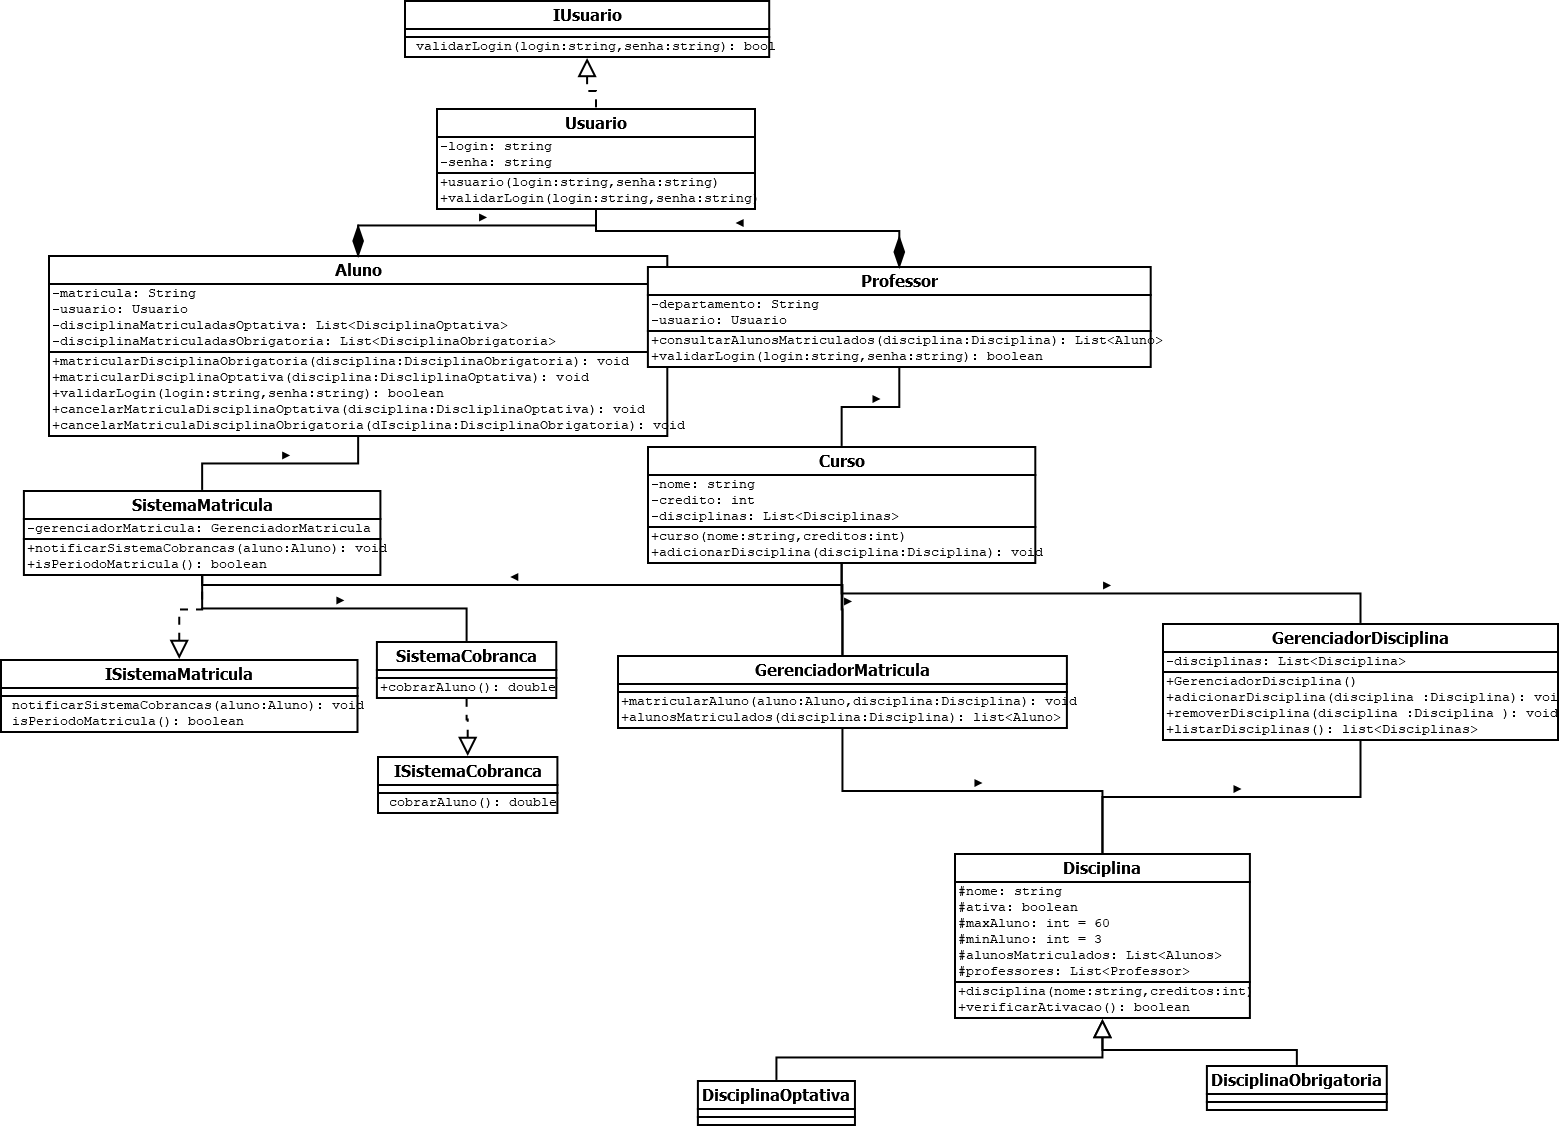 IUsuario
validarLogin(login:string,senha:string): bool
Usuario
-login: string
-senha: string
+usuario(login:string,senha:string)
+validarLogin(login:string,senha:string)
Aluno
-matricula: String
-usuario: Usuario
-disciplinaMatriculadasOptativa: List<DisciplinaOptativa>
-disciplinaMatriculadasObrigatoria: List<DisciplinaObrigatoria>
+matricularDisciplinaObrigatoria(disciplina:DisciplinaObrigatoria): void
+matricularDisciplinaOptativa(disciplina:DiscliplinaOptativa): void
+validarLogin(login:string,senha:string): boolean
+cancelarMatriculaDisciplinaOptativa(disciplina:DiscliplinaOptativa): void
+cancelarMatriculaDisciplinaObrigatoria(dIsciplina:DisciplinaObrigatoria): void
Professor
-departamento: String
-usuario: Usuario
+consultarAlunosMatriculados(disciplina:Disciplina): List<Aluno>
+validarLogin(login:string,senha:string): boolean
Curso
-nome: string
-credito: int
-disciplinas: List<Disciplinas>
+curso(nome:string,creditos:int)
+adicionarDisciplina(disciplina:Disciplina): void
SistemaMatricula
-gerenciadorMatricula: GerenciadorMatricula
+notificarSistemaCobrancas(aluno:Aluno): void
+isPeriodoMatricula(): boolean
ISistemaMatricula
notificarSistemaCobrancas(aluno:Aluno): void
isPeriodoMatricula(): boolean
SistemaCobranca
+cobrarAluno(): double
ISistemaCobranca
cobrarAluno(): double
GerenciadorMatricula
+matricularAluno(aluno:Aluno,disciplina:Disciplina): void
+alunosMatriculados(disciplina:Disciplina): list<Aluno>
GerenciadorDisciplina
-disciplinas: List<Disciplina>
+GerenciadorDisciplina()
+adicionarDisciplina(disciplina :Disciplina): voi
+removerDisciplina(disciplina :Disciplina ): void
+listarDisciplinas(): list<Disciplinas>
Disciplina
#nome: string
#ativa: boolean
#maxAluno: int = 60
#minAluno: int = 3
#alunosMatriculados: List<Alunos>
#professores: List<Professor>
+disciplina(nome:string,creditos:int)
+verificarAtivacao(): boolean
DisciplinaOptativa
DisciplinaObrigatoria